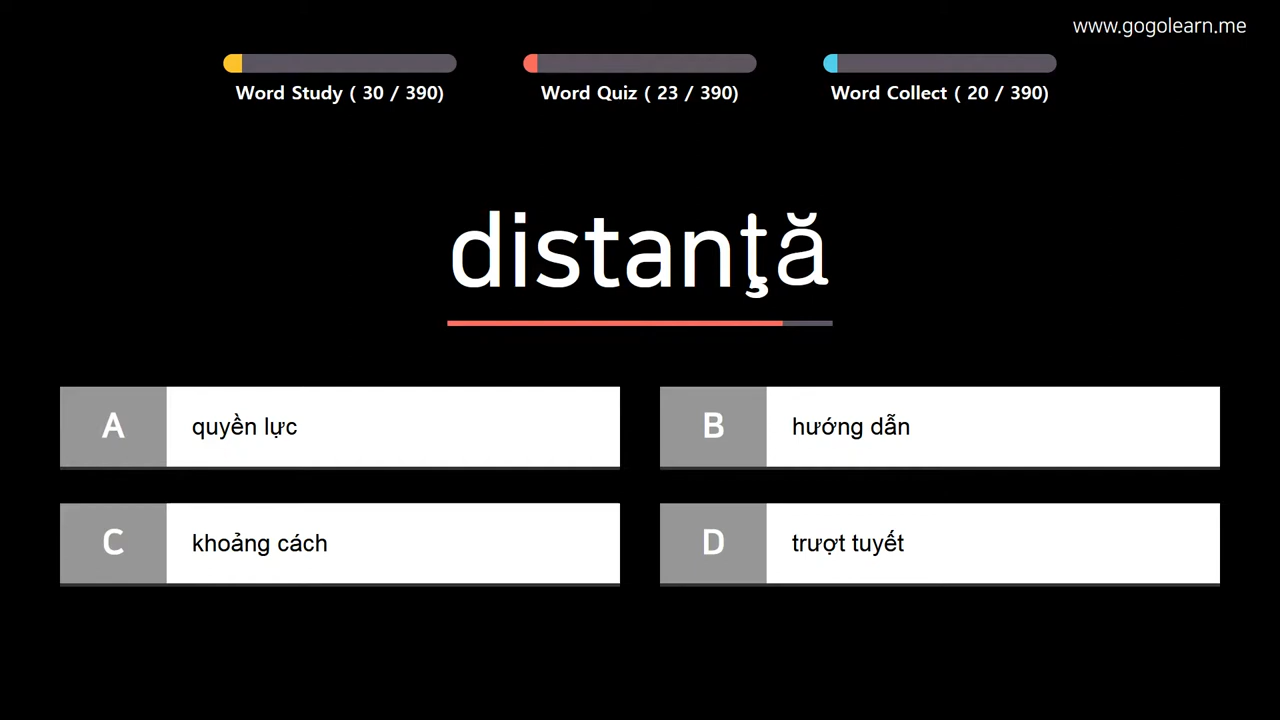 www.gogolearn.me
Word Study ( 30 / 390)
Word Quiz ( 23 / 390)
Word Collect ( 20 / 390)
distanţă
A quyền lực
B hướng dẫn
C khoảng cách
D trượt tuyết